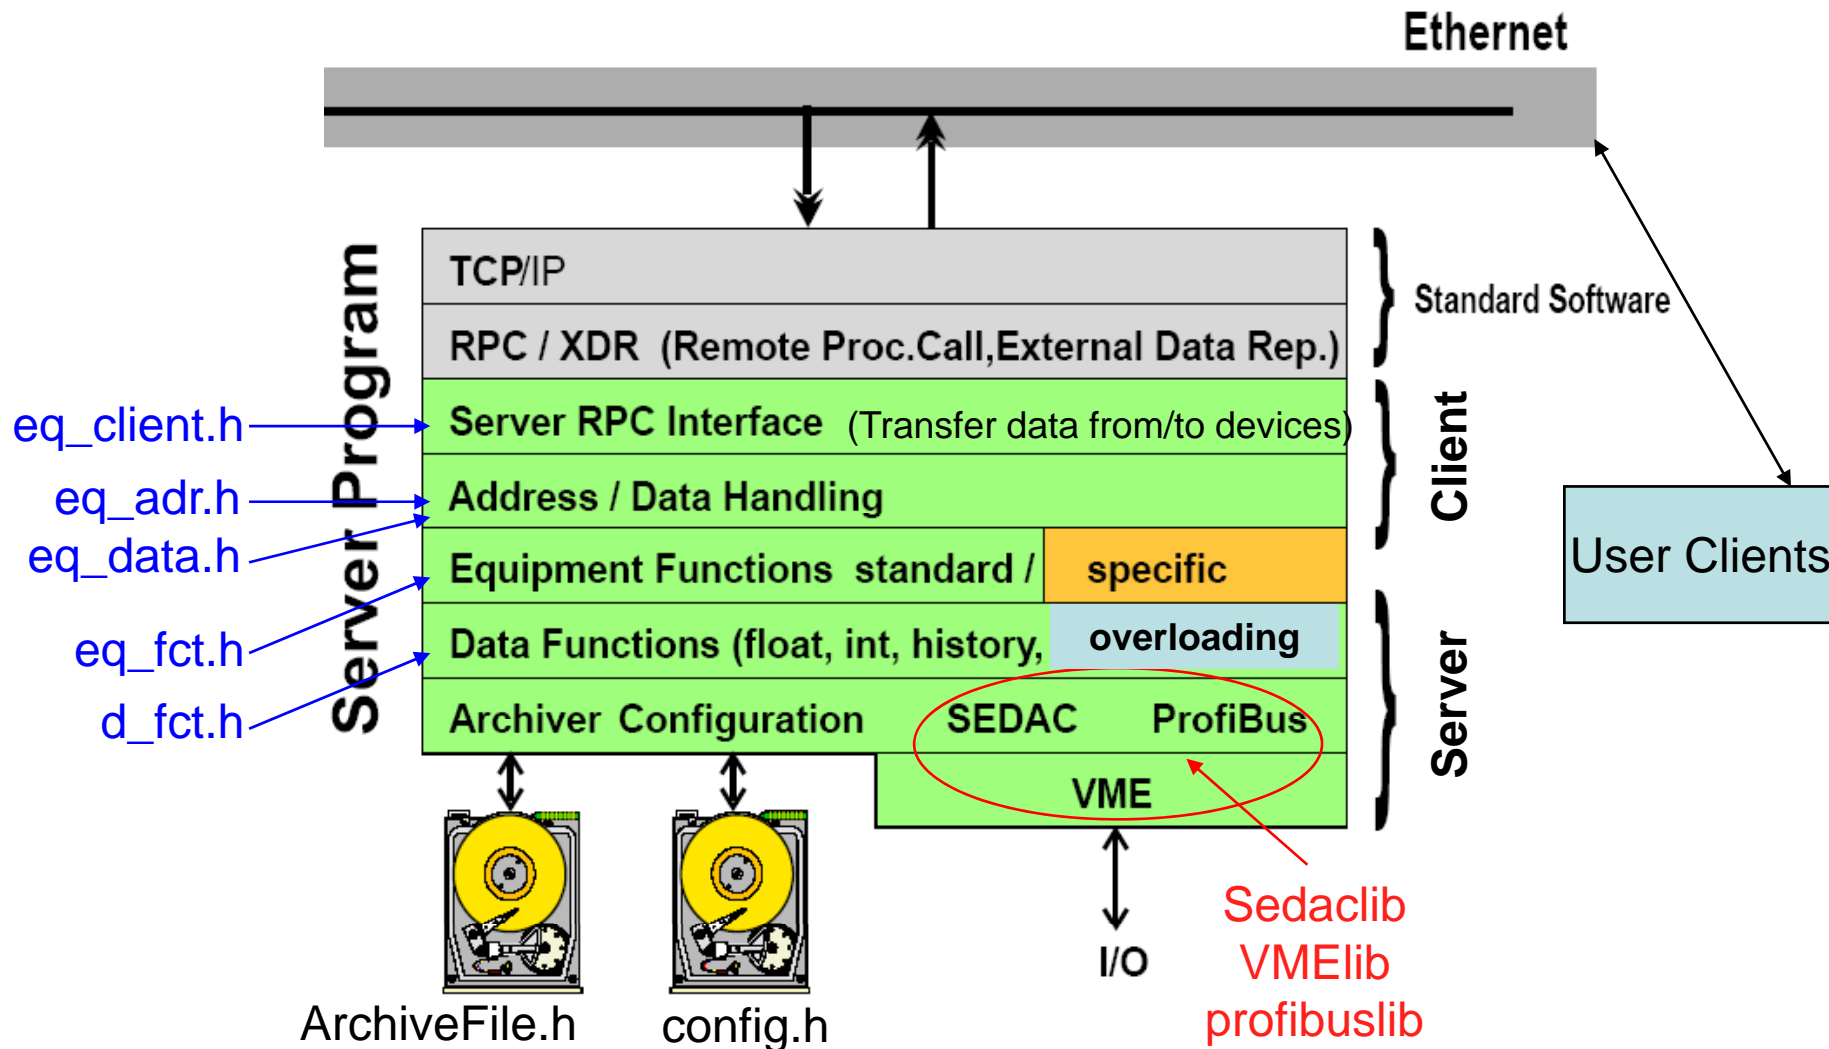 Ethernet
Server Program
TCP/IP
RPC / XDR (Remote Proc.Call,External Data Rep.)
Standard Software
eq_client.h
Server RPC Interface (Transfer data from/to devices)
Client
eq_adr.h
Address / Data Handling
eq_data.h
Equipment Functions standard / specific
User Clients
eq_fct.h
Data Functions (float, int, history, overloading
Server
d_fct.h
Archiver Configuration SEDAC ProfiBus
VME
I/O
Sedaclib
VMElib
profibuslib
ArchiveFile.h
config.h